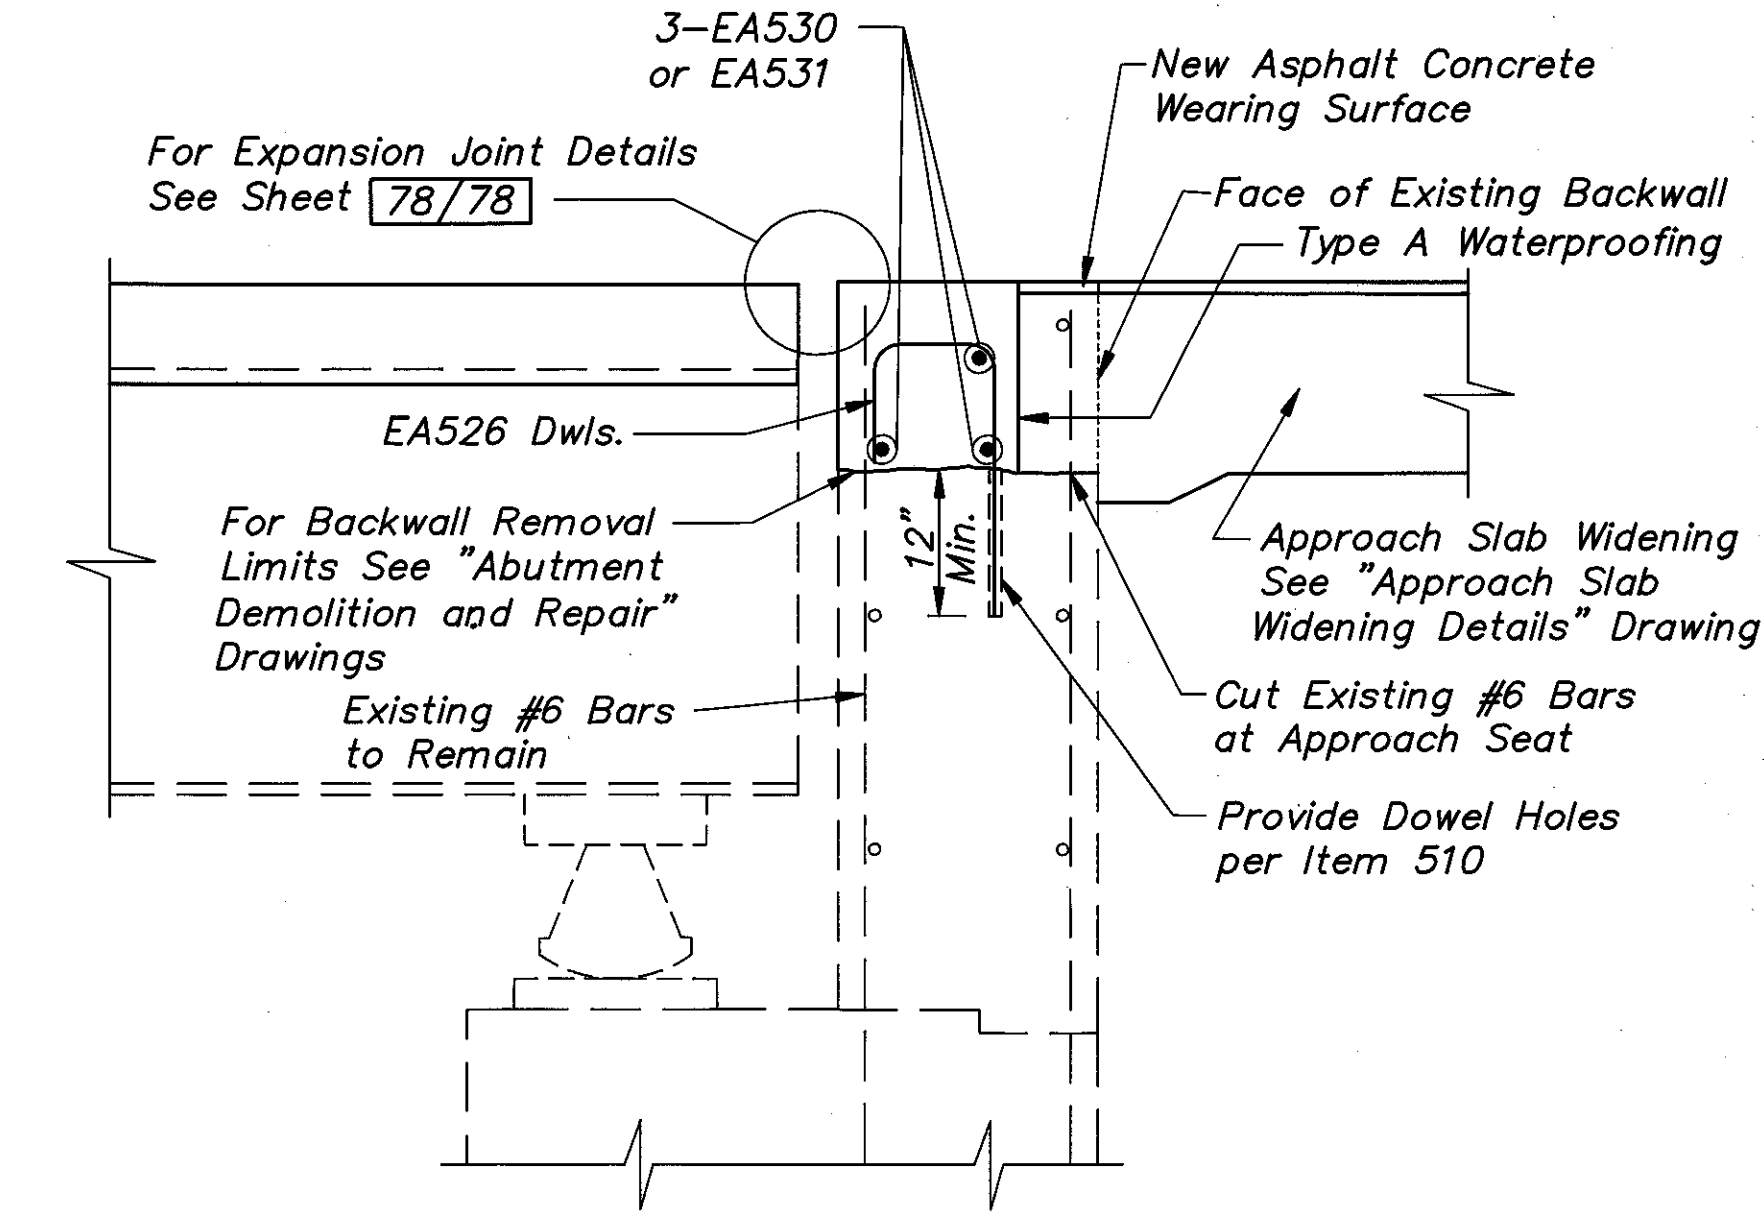 3-EA530
or EA531
New Asphalt Concrete
Wearing Surface
For Expansion Joint Details
See Sheet 78/78
Face of Existing Backwall
Type A Waterproofing
EA526 Dwls.
For Backwall Removal
Limits See "Abutment
Demolition and Repair"
Drawings
12"
Min.
Approach Slab Widening
See "Approach Slab
Widening Details" Drawing
Existing #6 Bars
to Remain
Cut Existing #6 Bars
at Approach Seat
Provide Dowel Holes
per Item 510